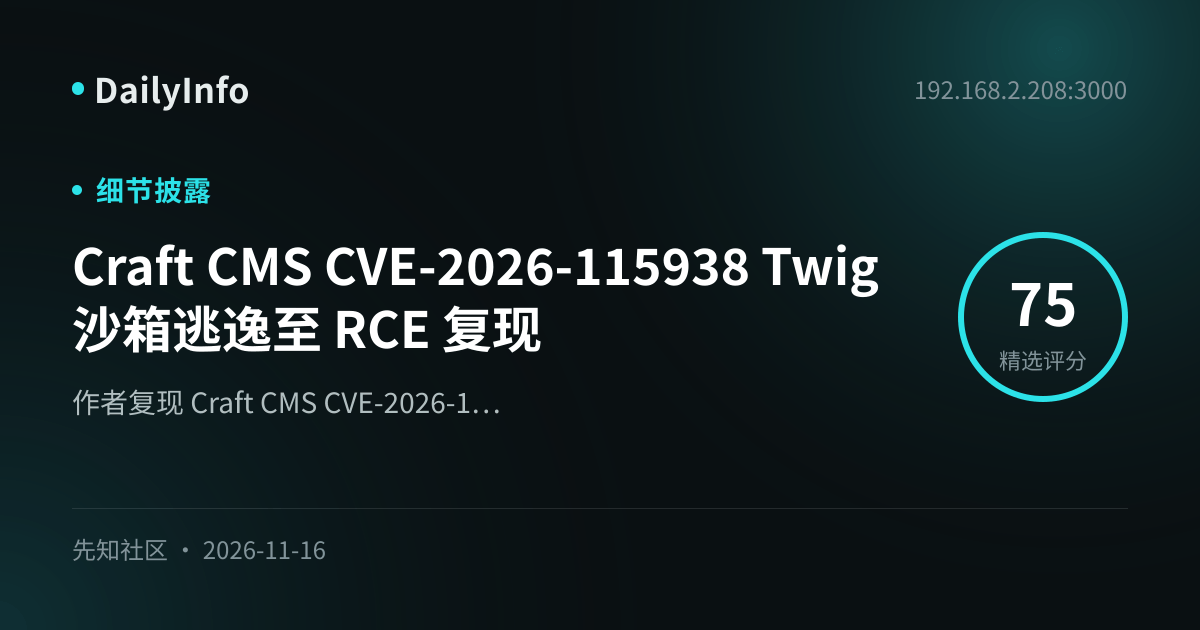 DailyInfo
192.168.2.208:3000
细节披露
Craft CMS CVE-2026-115938 Twig
沙箱逃逸至 RCE 复现
75
精选评分
作者复现 Craft CMS CVE-2026-1…
先知社区 · 2026-11-16